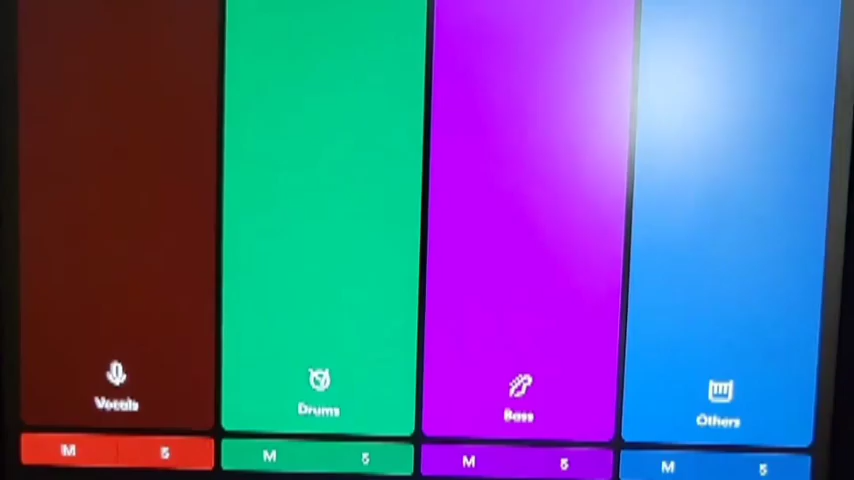 Vocals
Drums
Bass
Others
M S
M S
M S
M S